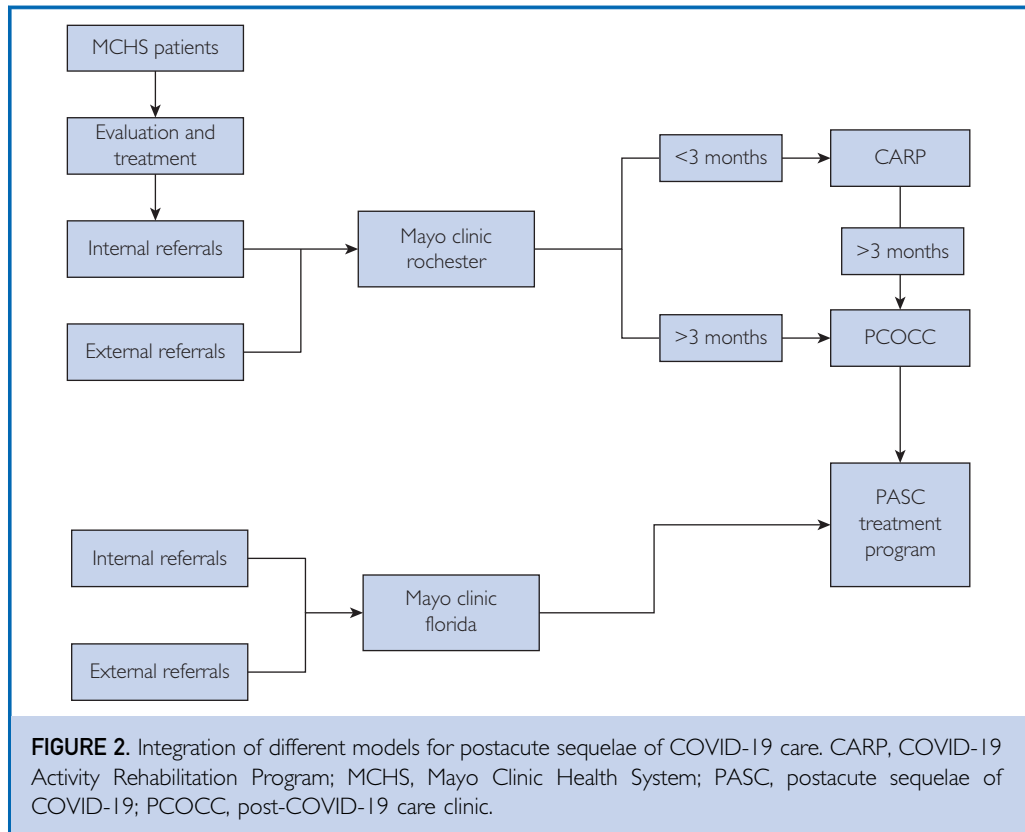 MCHS patients
Evaluation and
treatment
Internal referrals
External referrals
Mayo clinic
rochester
<3 months
CARP
>3 months
>3 months
PCOCC
PASC
treatment
program
Internal referrals
External referrals
Mayo clinic
florida
FIGURE 2. Integration of different models for postacute sequelae of COVID-19 care. CARP, COVID-19
Activity Rehabilitation Program; MCHS, Mayo Clinic Health System; PASC, postacute sequelae of
COVID-19; PCOCC, post-COVID-19 care clinic.